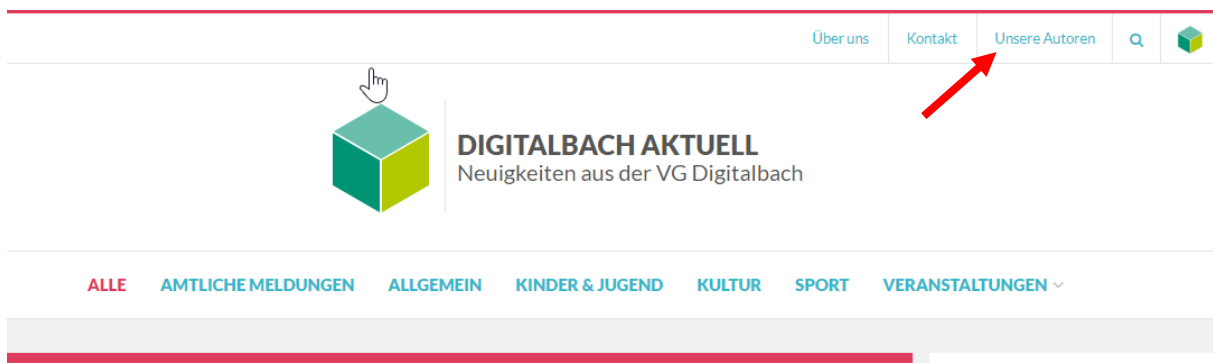 Über uns Kontakt Unsere Autoren
DIGITALBACH AKTUELL
Neuigkeiten aus der VG Digitalbach
ALLE AMTLICHE MELDUNGEN ALLGEMEIN KINDER & JUGEND KULTUR SPORT VERANSTALTUNGEN